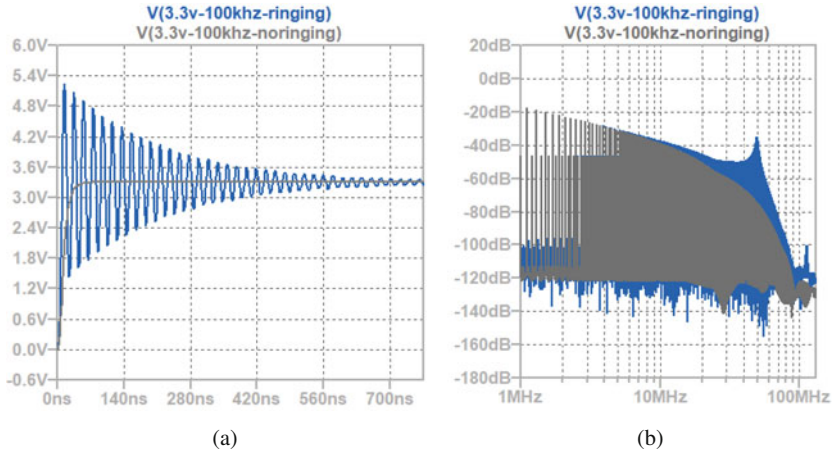 V(3.3v-100khz-ringing)
V(3.3v-100khz-noringing)
6.0V
5.4V
4.8V
4.2V
3.6V
3.0V
2.4V
1.8V
1.2V
0.6V
0.0V
-0.6V
0ns
140ns
280ns
420ns
560ns
700ns
(a)
V(3.3v-100khz-ringing)
V(3.3v-100khz-noringing)
20dB
0dB
-20dB
-40dB
-60dB
-80dB
-100dB
-120dB
-140dB
-160dB
-180dB
1MHz
10MHz
100MHz
(b)